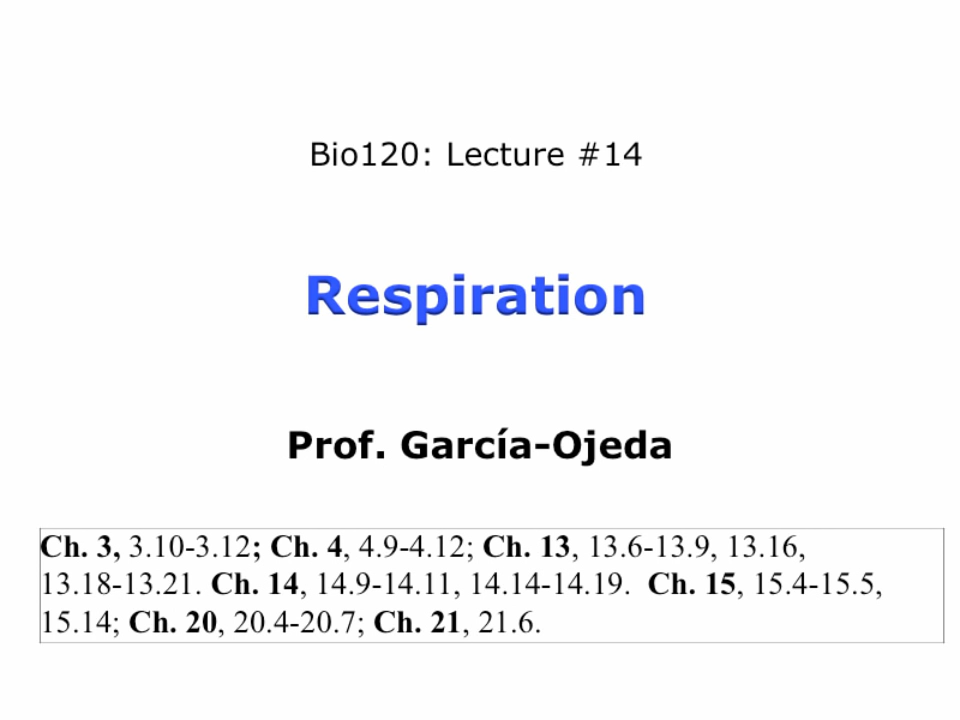 Bio120: Lecture #14
Respiration
Prof. García-Ojeda
Ch. 3, 3.10-3.12; Ch. 4, 4.9-4.12; Ch. 13, 13.6-13.9, 13.16,
13.18-13.21. Ch. 14, 14.9-14.11, 14.14-14.19. Ch. 15, 15.4-15.5,
15.14; Ch. 20, 20.4-20.7; Ch. 21, 21.6.